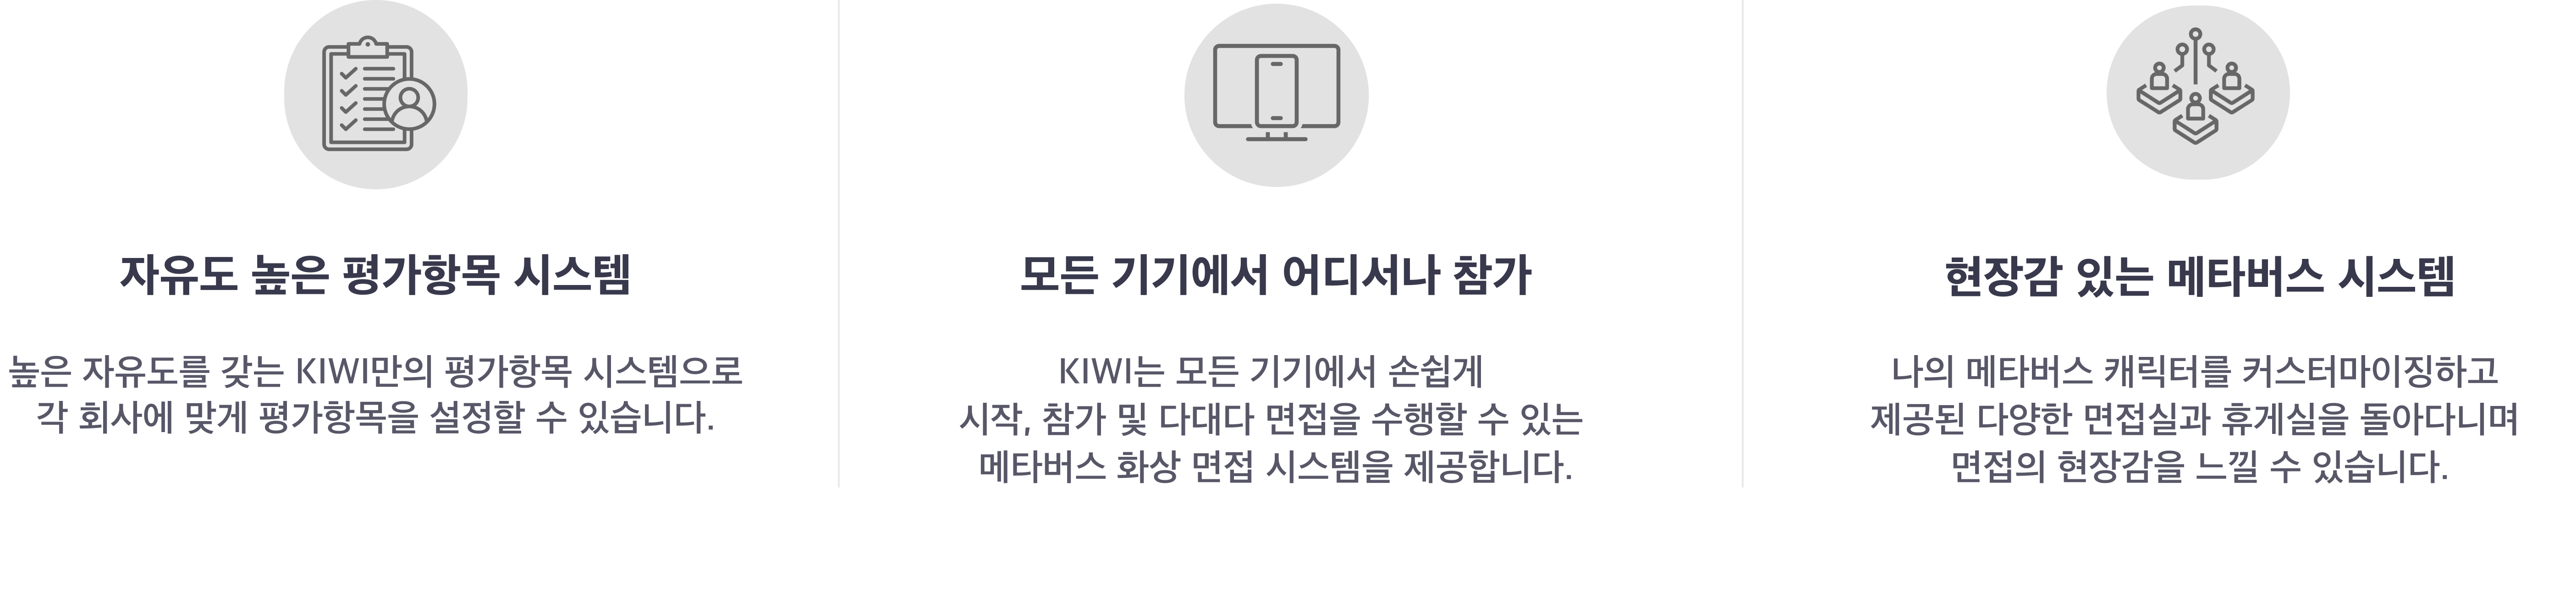 자유도 높은 평가항목 시스템
높은 자유도를 갖는 KIWI만의 평가항목 시스템으로
각 회사에 맞게 평가항목을 설정할 수 있습니다.
모든 기기에서 어디서나 참가
KIWI는 모든 기기에서 손쉽게
시작, 참가 및 다대다 면접을 수행할 수 있는
메타버스 화상 면접 시스템을 제공합니다.
현장감 있는 메타버스 시스템
나의 메타버스 캐릭터를 커스터마이징하고
제공된 다양한 면접실과 휴게실을 돌아다니며
면접의 현장감을 느낄 수 있습니다.